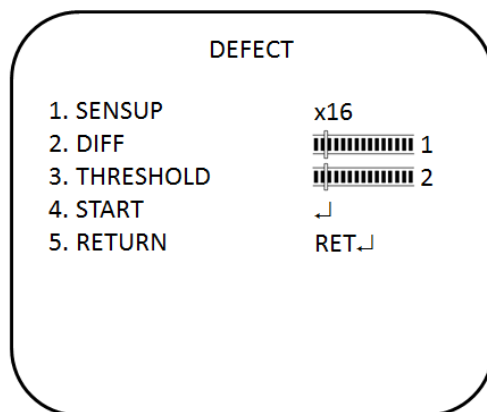 DEFECT
1. SENSUP x16
2. DIFF 1
3. THRESHOLD 2
4. START ↵
5. RETURN RET↵